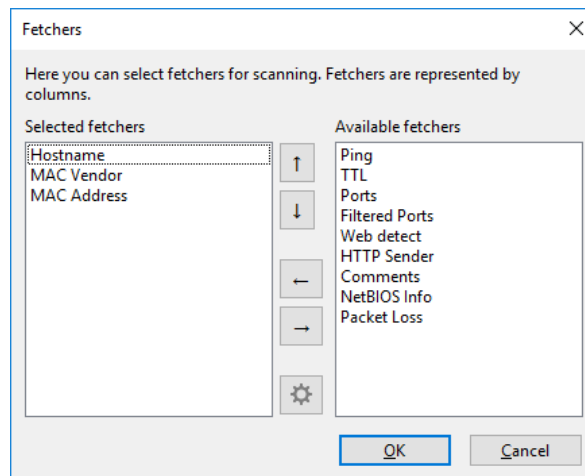 Fetchers
Here you can select fetchers for scanning. Fetchers are represented by
columns.
Selected fetchers
Available fetchers
Hostname
MAC Vendor
MAC Address
Ping
TTL
Ports
Filtered Ports
Web detect
HTTP Sender
Comments
NetBIOS Info
Packet Loss
OK
Cancel